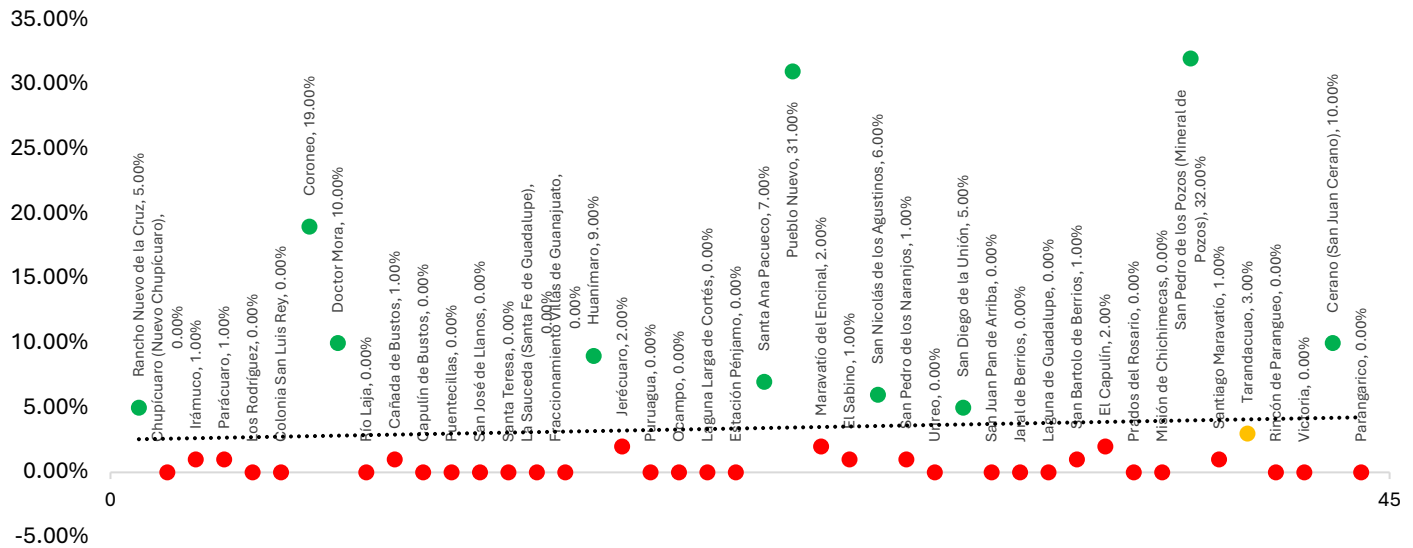 35.00%
30.00%
25.00%
20.00%
15.00%
10.00%
5.00%
0.00%
-5.00%
0
45
Rancho Nuevo de la Cruz, 5.00%
Chupícuaro (Nuevo Chupícuaro),
0.00%
Irámuco, 1.00%
Parácuaro, 1.00%
Los Rodríguez, 0.00%
Colonia San Luis Rey, 0.00%
Coroneo, 19.00%
Doctor Mora, 10.00%
Río Laja, 0.00%
Cañada de Bustos, 1.00%
Capulín de Bustos, 0.00%
Puentecillas, 0.00%
San José de Llanos, 0.00%
Santa Teresa, 0.00%
La Sauceda (Santa Fe de Guadalupe),
0.00%
Fraccionamiento Villas de Guanajuato,
0.00%
Huanímaro, 9.00%
Jerécuaro, 2.00%
Paruagua, 0.00%
Ocampo, 0.00%
Laguna Larga de Cortés, 0.00%
Estación Pénjamo, 0.00%
Santa Ana Pacueco, 7.00%
Pueblo Nuevo, 31.00%
Maravatío del Encinal, 2.00%
El Sabino, 1.00%
San Nicolás de los Agustinos, 6.00%
San Pedro de los Naranjos, 1.00%
Urireo, 0.00%
San Diego de la Unión, 5.00%
San Juan Pan de Arriba, 0.00%
Jaral de Berrios, 0.00%
Laguna de Guadalupe, 0.00%
San Bartolo de Berrios, 1.00%
El Capulín, 2.00%
Prados del Rosario, 0.00%
Misión de Chichimecas, 0.00%
San Pedro de los Pozos (Mineral de
Pozos), 32.00%
Santiago Maravatío, 1.00%
Tarandacuao, 3.00%
Rincón de Parangueo, 0.00%
Victoria, 0.00%
Cerano (San Juan Cerano), 10.00%
Parangarico, 0.00%